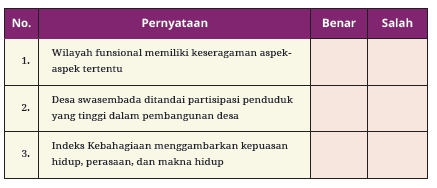 No. Pernyataan Benar Salah
1. Wilayah funsional memiliki keseragaman aspek-
aspek tertentu
2. Desa swasembada ditandai partisipasi penduduk
yang tinggi dalam pembangunan desa
3. Indeks Kebahagiaan menggambarkan kepuasan
hidup, perasaan, dan makna hidup